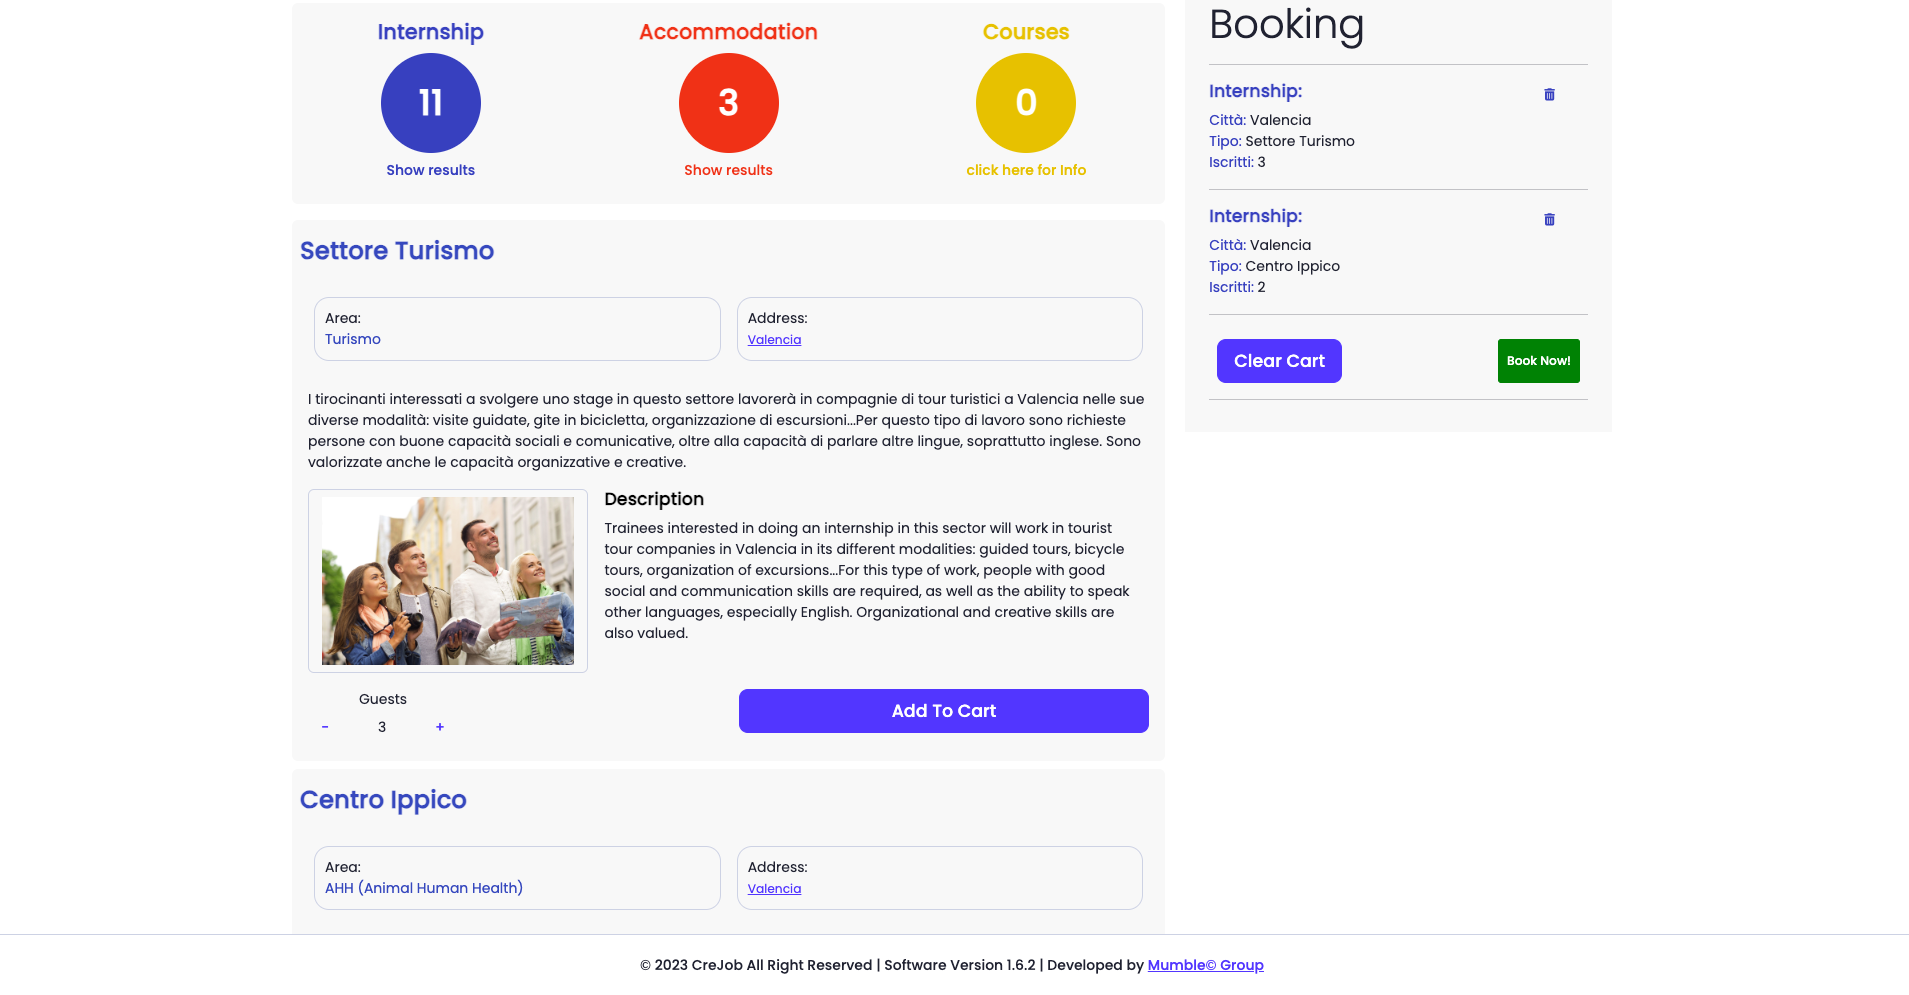 Internship
11
Show results
Accommodation
3
Show results
Courses
0
click here for Info
Settore Turismo
Area:
Turismo
Address:
Valencia
I tirocinanti interessati a svolgere uno stage in questo settore lavorerà in compagnie di tour turistici a Valencia nelle sue
diverse modalità: visite guidate, gite in bicicletta, organizzazione di escursioni...Per questo tipo di lavoro sono richieste
persone con buone capacità sociali e comunicative, oltre alla capacità di parlare altre lingue, soprattutto inglese. Sono
valorizzate anche le capacità organizzative e creative.
Description
Trainees interested in doing an internship in this sector will work in tourist
tour companies in Valencia in its different modalities: guided tours, bicycle
tours, organization of excursions...For this type of work, people with good
social and communication skills are required, as well as the ability to speak
other languages, especially English. Organizational and creative skills are
also valued.
Guests
- 3 +
Add To Cart
Centro Ippico
Area:
AHH (Animal Human Health)
Address:
Valencia
Booking
Internship:
Città: Valencia
Tipo: Settore Turismo
Iscritti: 3
Internship:
Città: Valencia
Tipo: Centro Ippico
Iscritti: 2
Clear Cart
Book Now!
© 2023 CreJob All Right Reserved | Software Version 1.6.2 | Developed by Mumble© Group